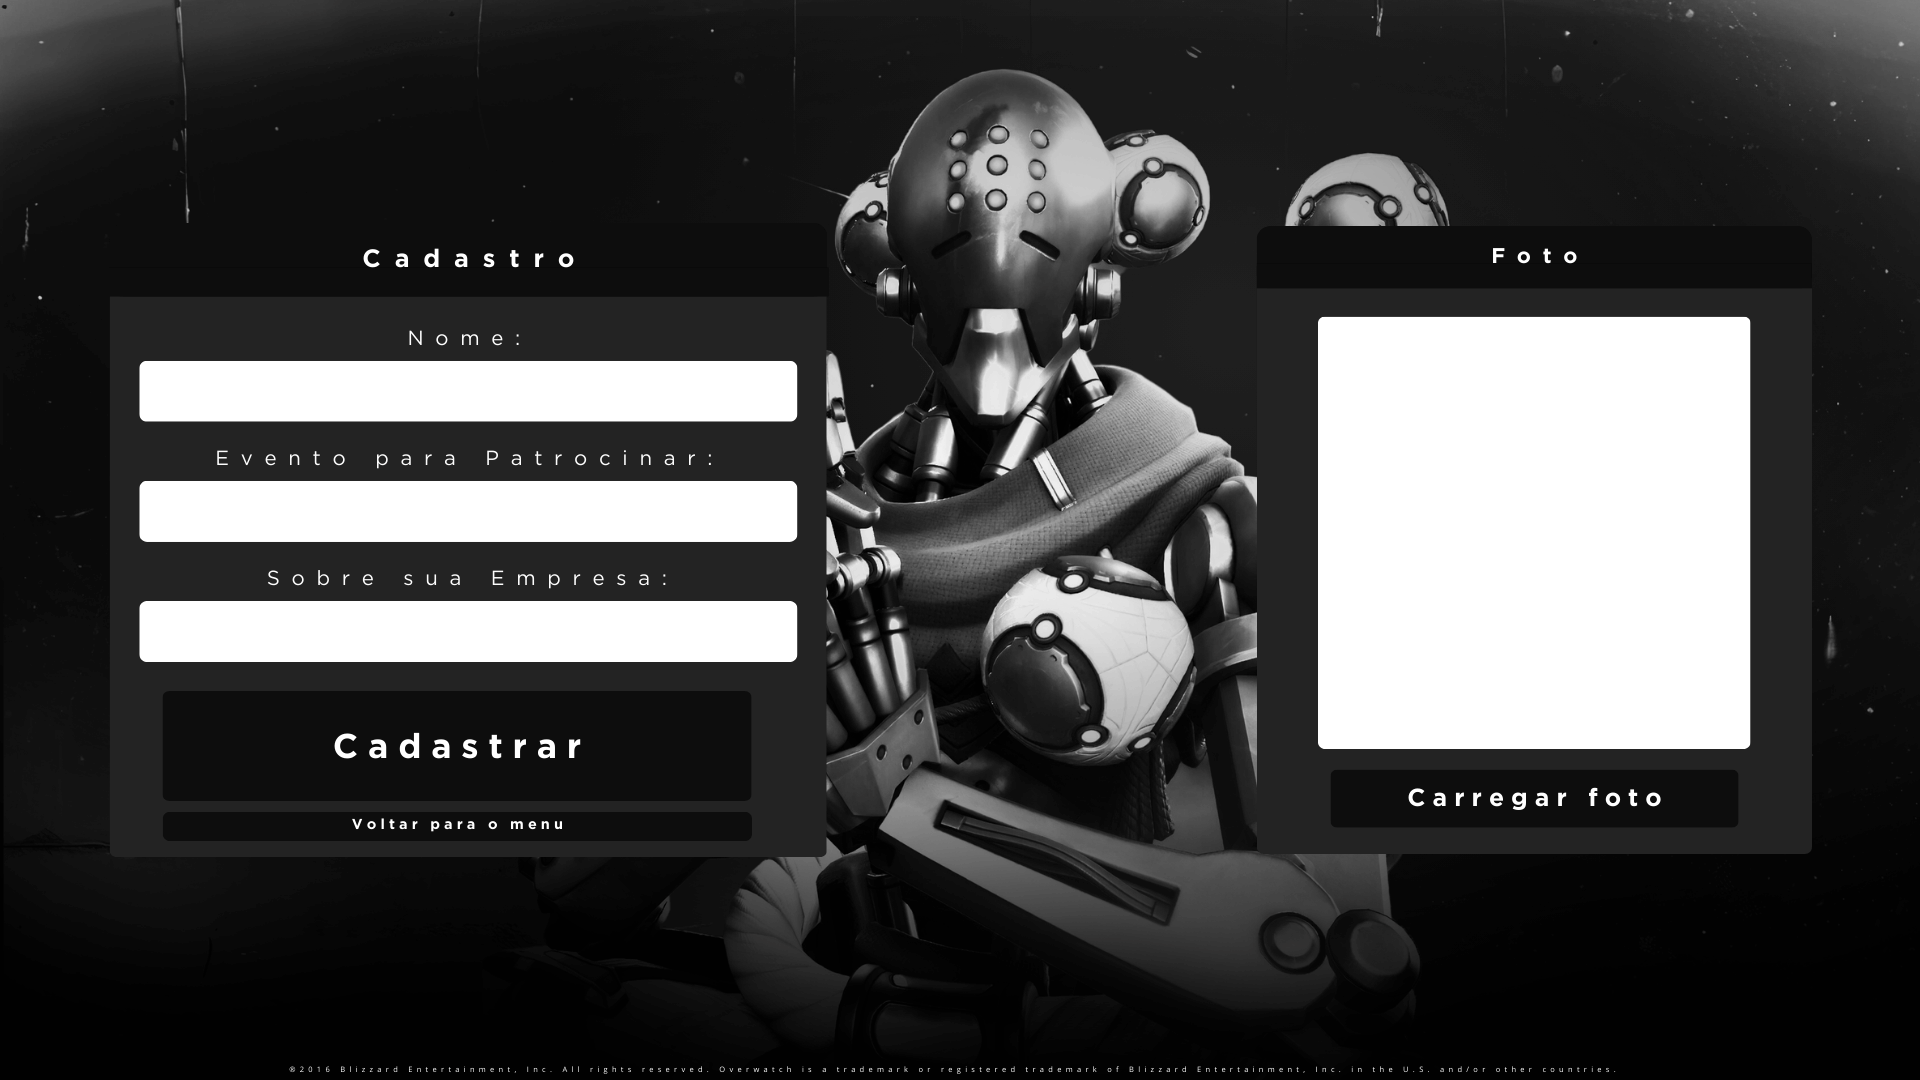 Cadastro
Nome:
Evento para Patrocinar:
Sobre sua Empresa:
Cadastrar
Voltar para o menu
Foto
Carregar foto
®2016 Blizzard Entertainment, Inc. All rights reserved. Overwatch is a trademark or registered trademark of Blizzard Entertainment, Inc. in the U.S. and/or other countries.